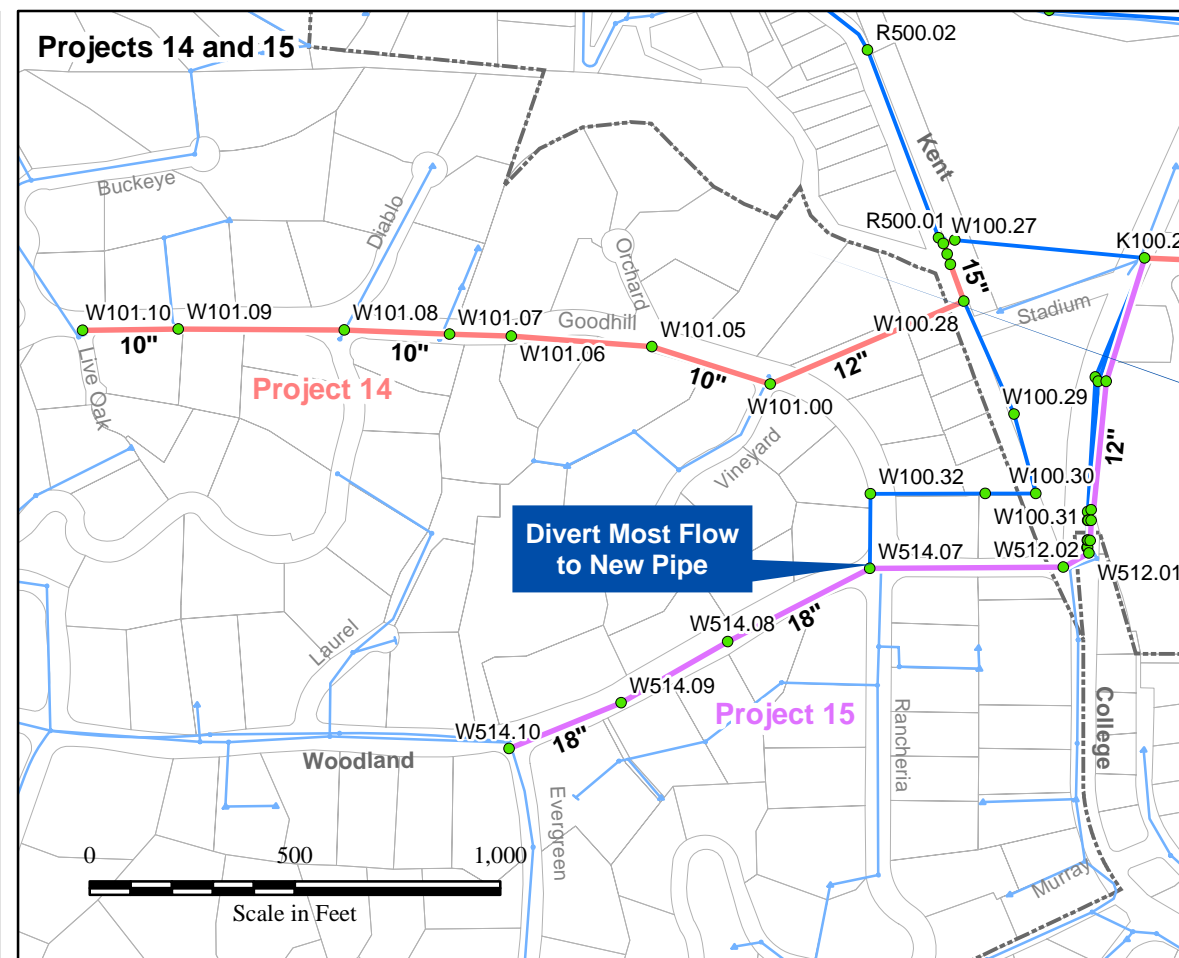 Projects 14 and 15
R500.02
Kent
Buckeye
Diablo
R500.01
W100.27
K100.2
Orchard
15"
Stadium
W101.10
W101.09
W101.08
W101.07
Goodhill
W101.06
W101.05
W100.28
10"
10"
10"
12"
Live Oak
Project 14
W101.00
W100.29
12"
Vineyard
W100.32
W100.30
W100.31
Divert Most Flow
to New Pipe
W514.07
W512.02
W512.01
W514.08
18"
Laurel
W514.09
Project 15
Rancheria
College
W514.10
18"
Woodland
Evergreen
Murray
0 500 1,000
Scale in Feet